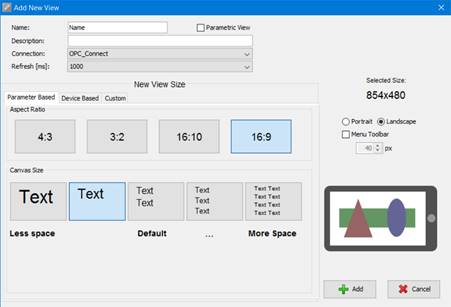 Add New View
Name: Name Parametric View
Description:
Connection: OPC_Connect
Refresh [ms]: 1000
New View Size
Parameter Based Device Based Custom
Aspect Ratio
4:3 3:2 16:10 16:9
Canvas Size
Text
Text
Text
Text
Text
Text
Text
Text Text
Text Text
Text Text
Text Text
Less space Default ... More Space
Selected Size:
854x480
Portrait Landscape
Menu Toolbar
40 px
Add Cancel